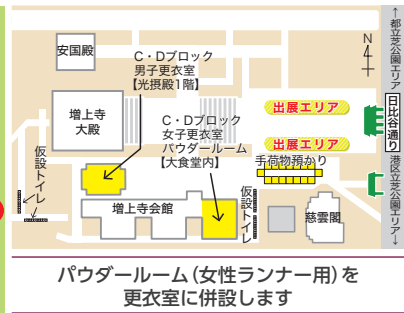 安国殿
C・Dブロック
男子更衣室
【光摂殿1階】
N
4
↑都立芝公園エリア
日比谷通り
港区立芝公園エリア↓
増上寺
大殿
C・Dブロック
女子更衣室
パウダールーム
【大食堂内】
出展エリア
出展エリア
手荷物預かり
仮設トイレ
増上寺会館
仮設トイレ
慈雲閣
パウダールーム（女性ランナー用）を
更衣室に併設します